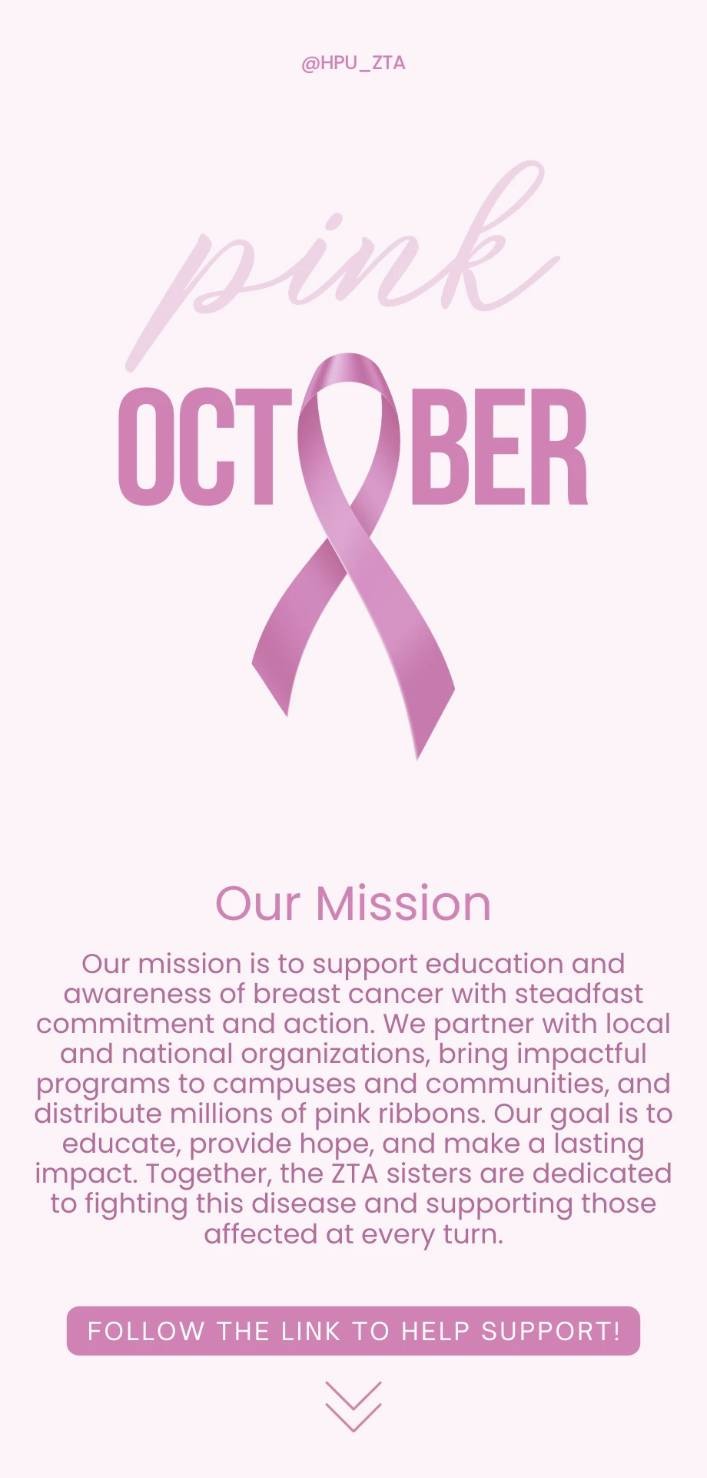 @HPU_ZTA
pink
OCTOBER
Our Mission
Our mission is to support education and
awareness of breast cancer with steadfast
commitment and action. We partner with local
and national organizations, bring impactful
programs to campuses and communities, and
distribute millions of pink ribbons. Our goal is to
educate, provide hope, and make a lasting
impact. Together, the ZTA sisters are dedicated
to fighting this disease and supporting those
affected at every turn.
FOLLOW THE LINK TO HELP SUPPORT!